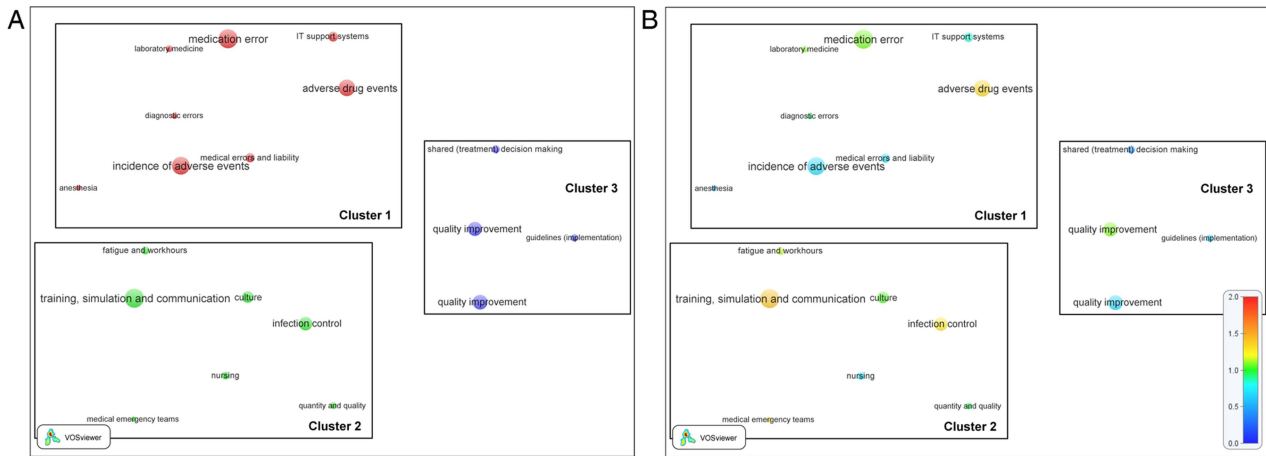 A
medication error
IT support systems
laboratory medicine
adverse drug events
diagnostic errors
medical errors and liability
incidence of adverse events
anesthesia
Cluster 1
shared (treatment) decision making
Cluster 3
quality improvement
guidelines (implementation)
quality improvement
fatigue and workhours
training, simulation and communication
culture
infection control
nursing
quantity and quality
medical emergency teams
Cluster 2
VOSviewer
B
medication error
IT support systems
laboratory medicine
adverse drug events
diagnostic errors
medical errors and liability
incidence of adverse events
anesthesia
Cluster 1
shared (treatment) decision making
Cluster 3
quality improvement
guidelines (implementation)
quality improvement
fatigue and workhours
training, simulation and communication
culture
infection control
nursing
quantity and quality
medical emergency teams
Cluster 2
VOSviewer
2.0
1.5
1.0
0.5
0.0